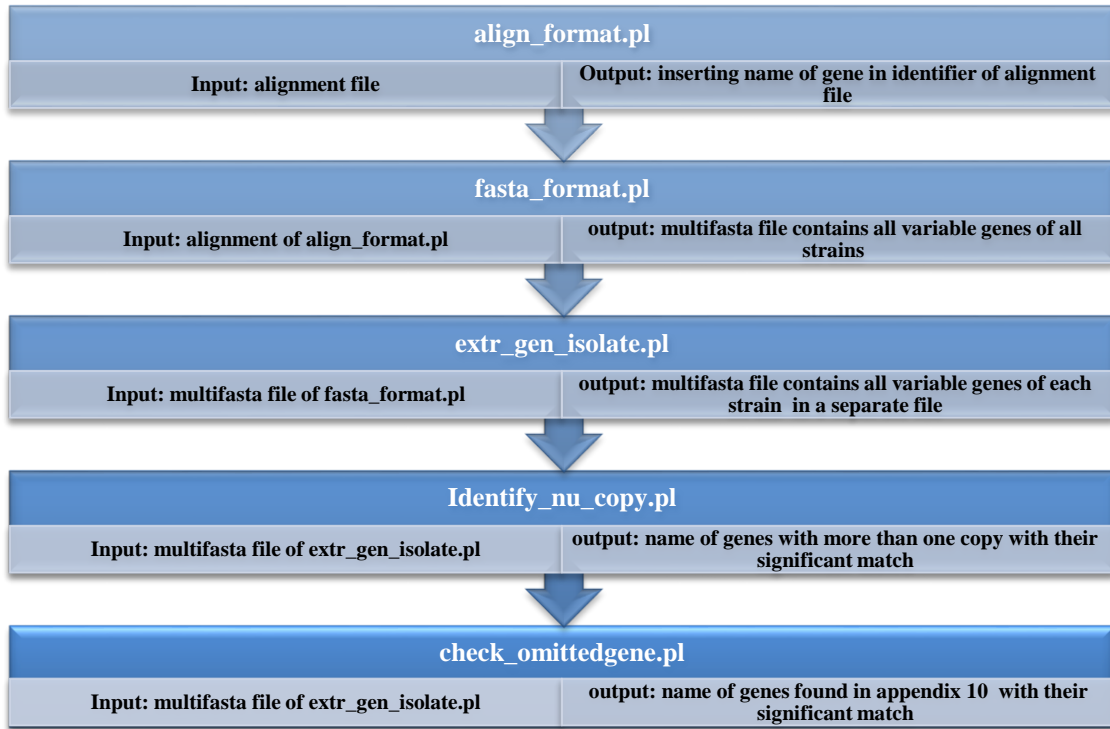 align_format.pl
Input: alignment file
Output: inserting name of gene in identifier of alignment
file
fasta_format.pl
Input: alignment of align_format.pl
output: multifasta file contains all variable genes of all
strains
extr_gen_isolate.pl
Input: multifasta file of fasta_format.pl
output: multifasta file contains all variable genes of each
strain in a separate file
Identify_nu_copy.pl
Input: multifasta file of extr_gen_isolate.pl
output: name of genes with more than one copy with their
significant match
check_omittedgene.pl
Input: multifasta file of extr_gen_isolate.pl
output: name of genes found in appendix 10 with their
significant match